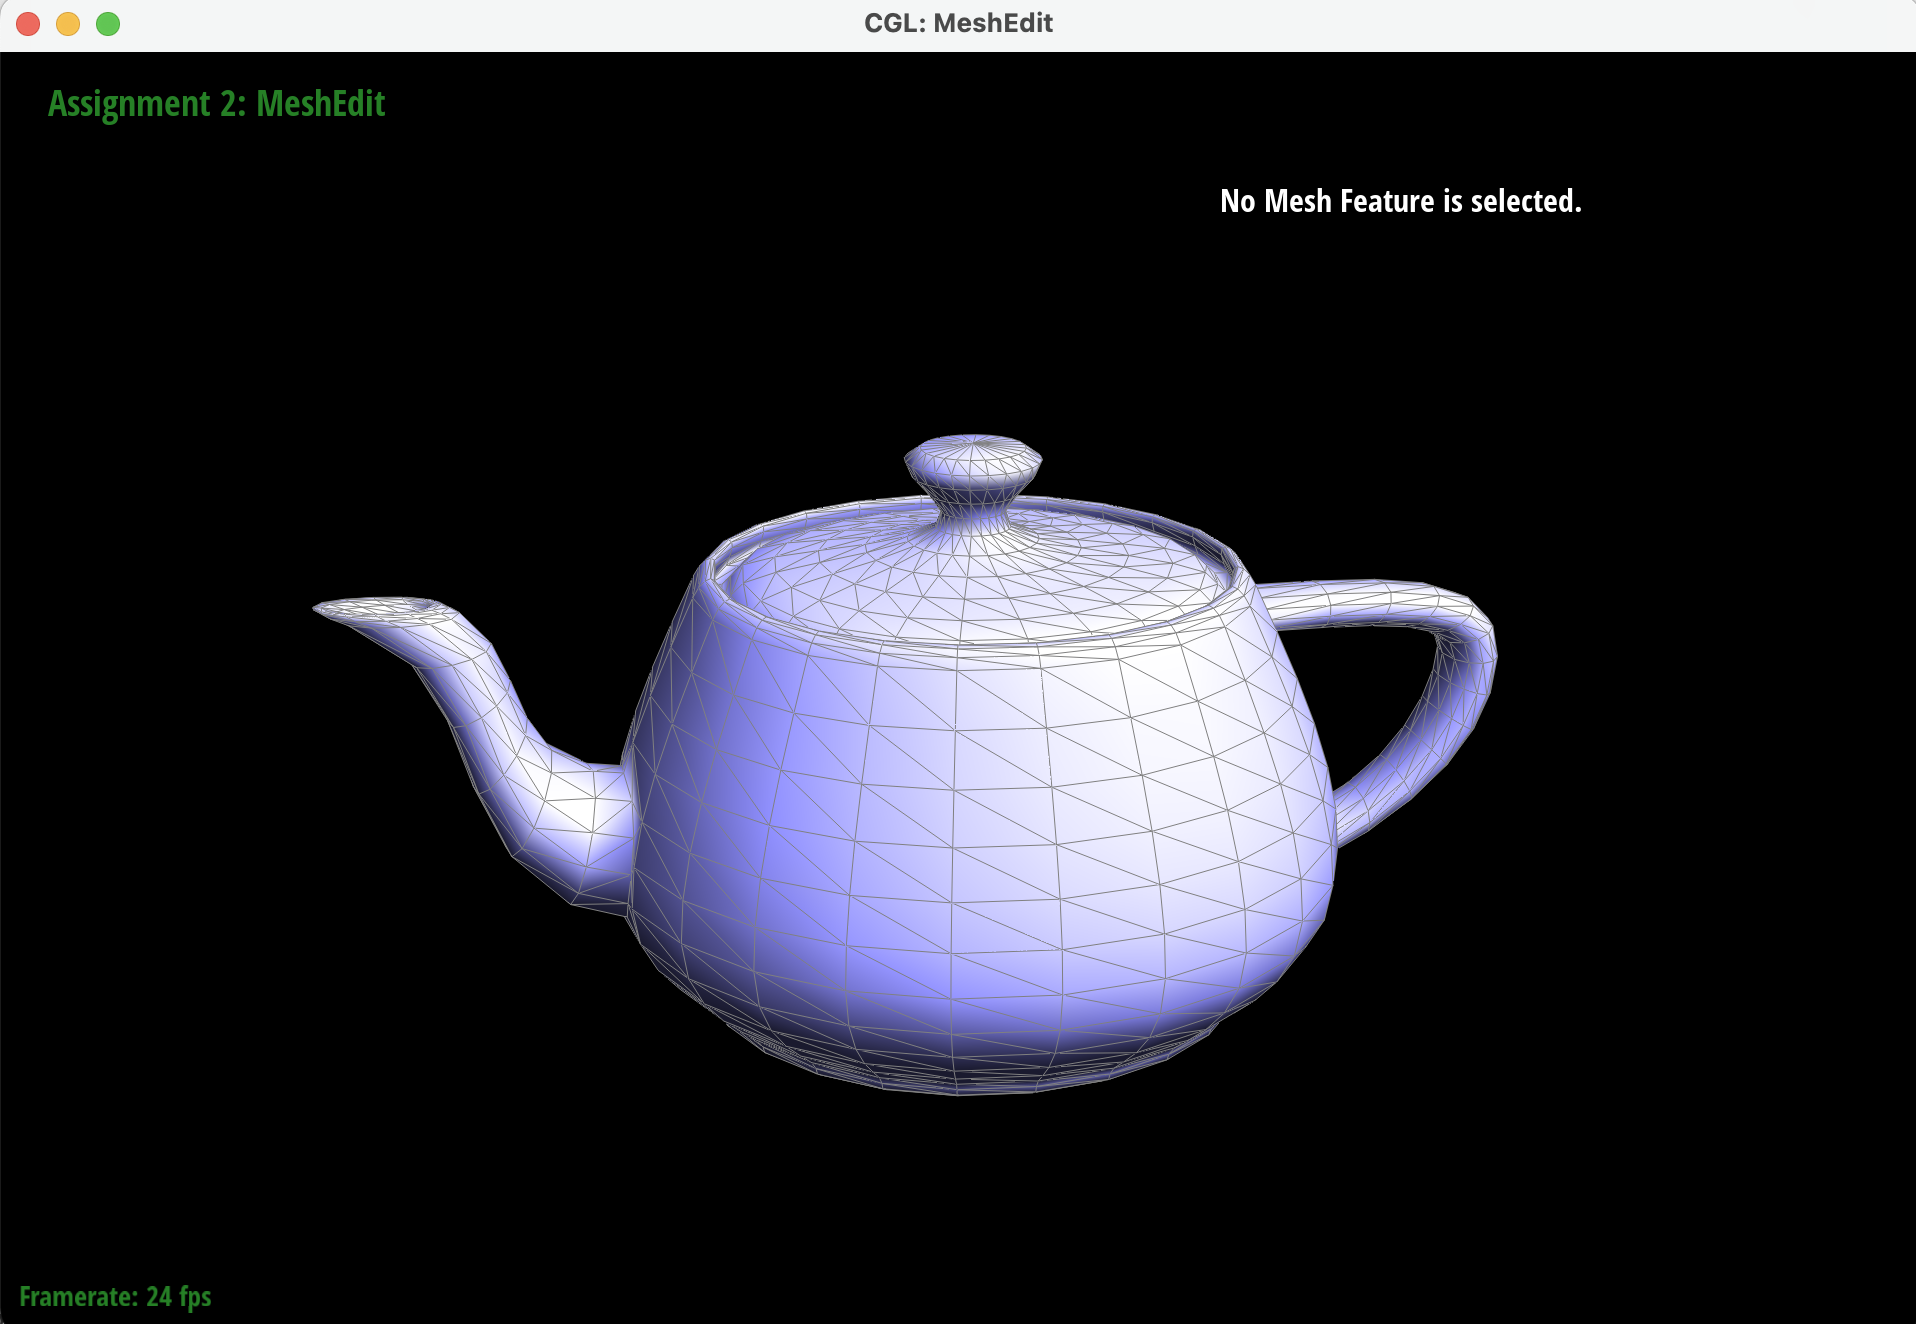 CGL: MeshEdit
Assignment 2: MeshEdit
No Mesh Feature is selected.
Framerate: 24 fps